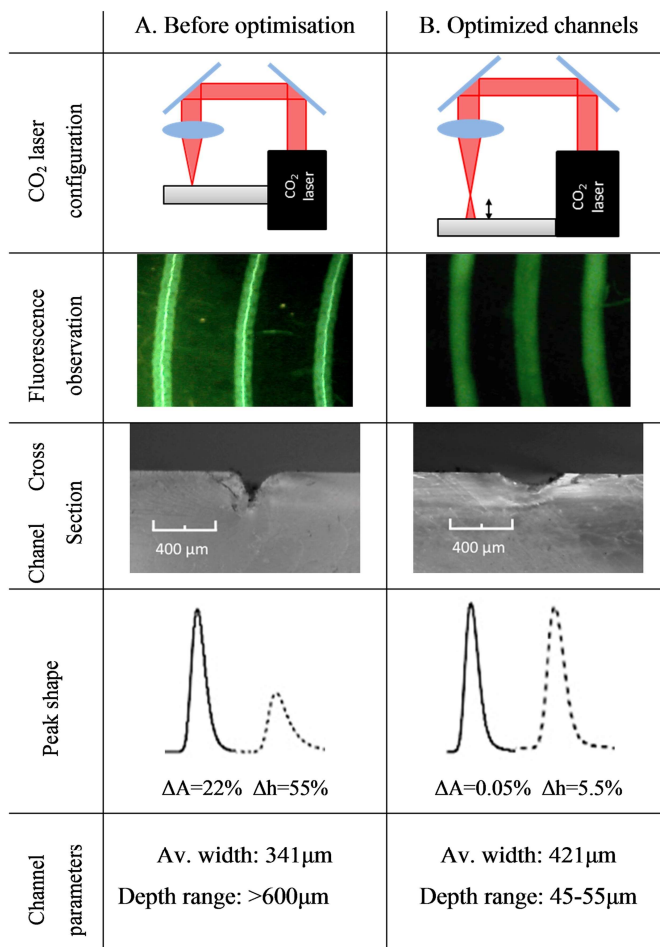 A. Before optimisation
B. Optimized channels
CO2 laser
configuration
CO2
laser
CO2
laser
Fluorescence
observation
Chanel Cross
Section
400 µm
400 µm
Peak shape
ΔA=22% Δh=55%
ΔA=0.05% Δh=5.5%
Channel
parameters
Av. width: 341µm
Depth range: >600µm
Av. width: 421µm
Depth range: 45-55µm